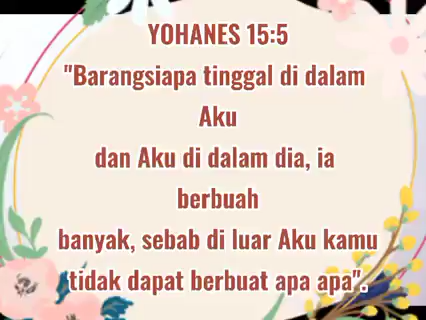 YOHANES 15:5
"Barangsiapa tinggal di dalam
Aku
dan Aku di dalam dia, ia
berbuah
banyak, sebab di luar Aku kamu
tidak dapat berbuat apa apa".